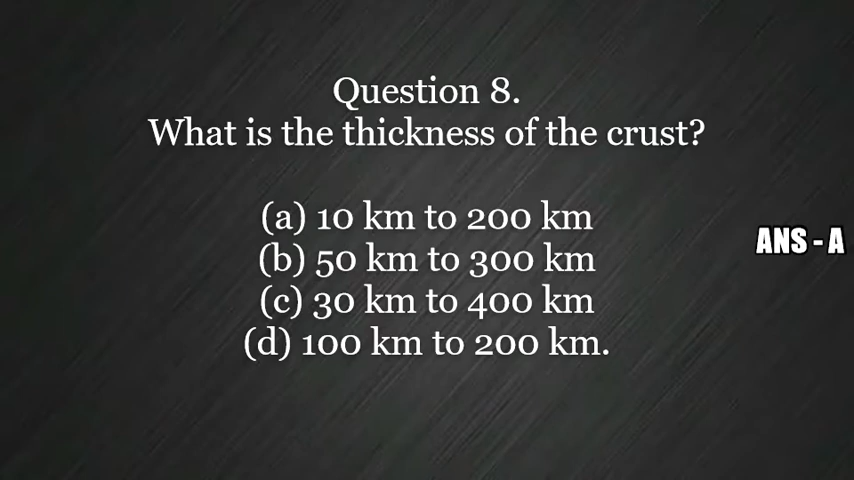 Question 8.
What is the thickness of the crust?
(a) 10 km to 200 km
(b) 50 km to 300 km
(c) 30 km to 400 km
(d) 100 km to 200 km.
ANS - A